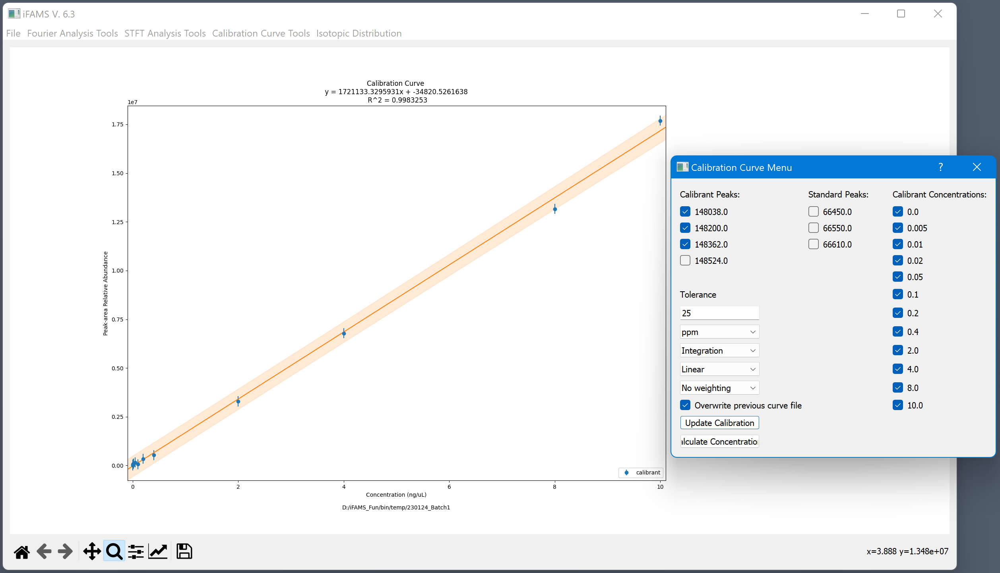 iFAMS V. 6.3
File Fourier Analysis Tools STFT Analysis Tools Calibration Curve Tools Isotopic Distribution
Calibration Curve
y = 1721133.3295931x + -34820.5261638
R^2 = 0.9983253
1e7
1.75
1.50
1.25
1.00
0.75
0.50
0.25
0.00
Peak-area Relative Abundance
0 2 4 6 8 10
Concentration (ng/uL)
D:/iFAMS_Fun/bin/temp/230124_Batch1
calibrant
Calibration Curve Menu ?
Calibrant Peaks: Standard Peaks: Calibrant Concentrations:
148038.0 66450.0 0.0
148200.0 66550.0 0.005
148362.0 66610.0 0.01
148524.0 0.02
0.05
Tolerance 0.1
25 0.2
ppm 0.4
Integration 2.0
Linear 4.0
No weighting 8.0
Overwrite previous curve file 10.0
Update Calibration
alculate Concentration
x=3.888 y=1.348e+07